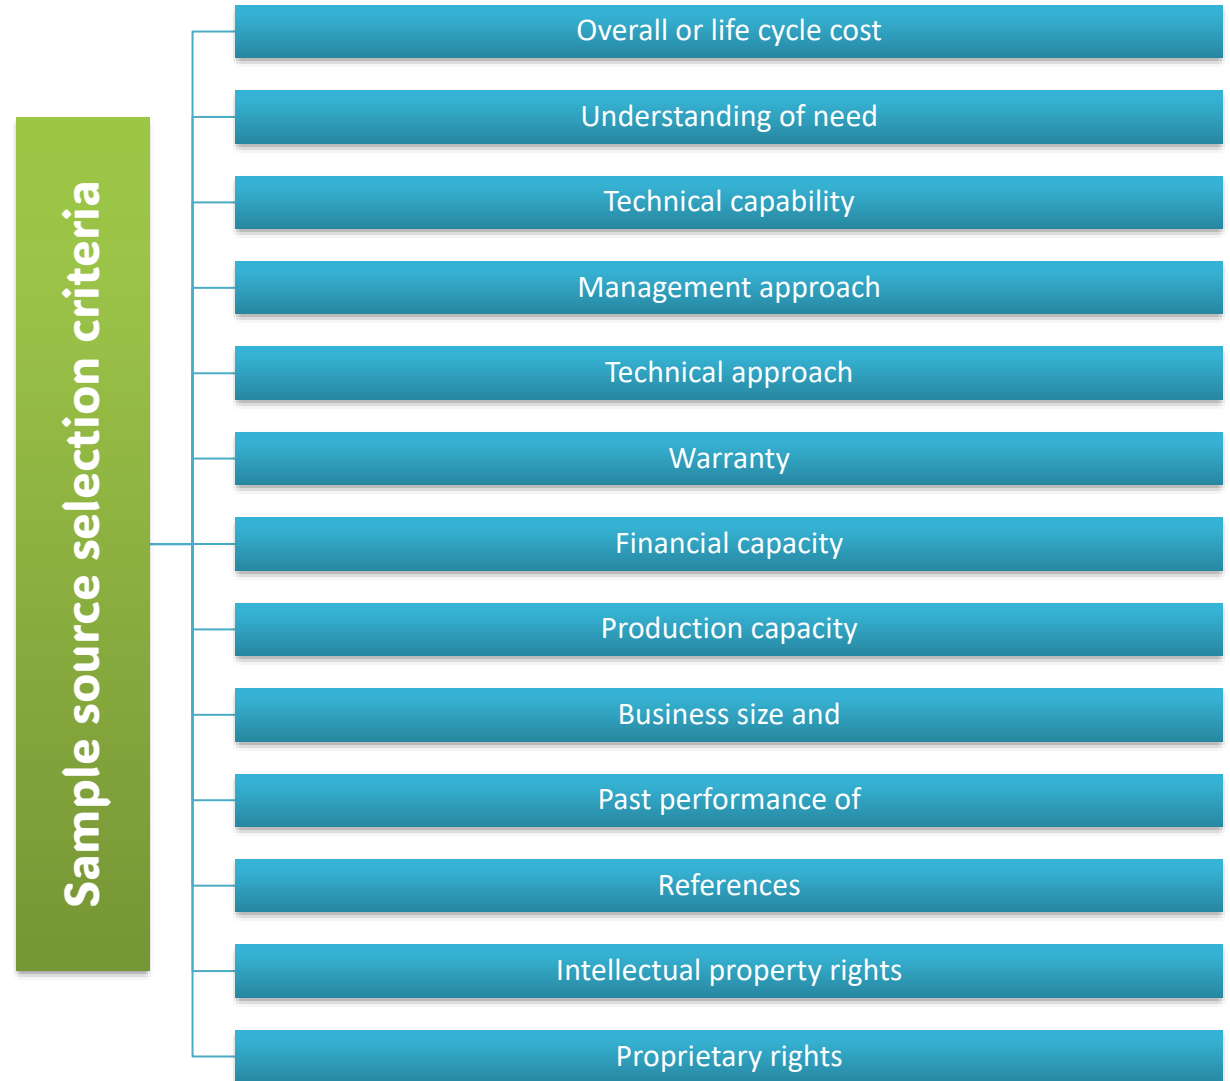 Sample source selection criteria
Overall or life cycle cost
Understanding of need
Technical capability
Management approach
Technical approach
Warranty
Financial capacity
Production capacity
Business size and
Past performance of
References
Intellectual property rights
Proprietary rights